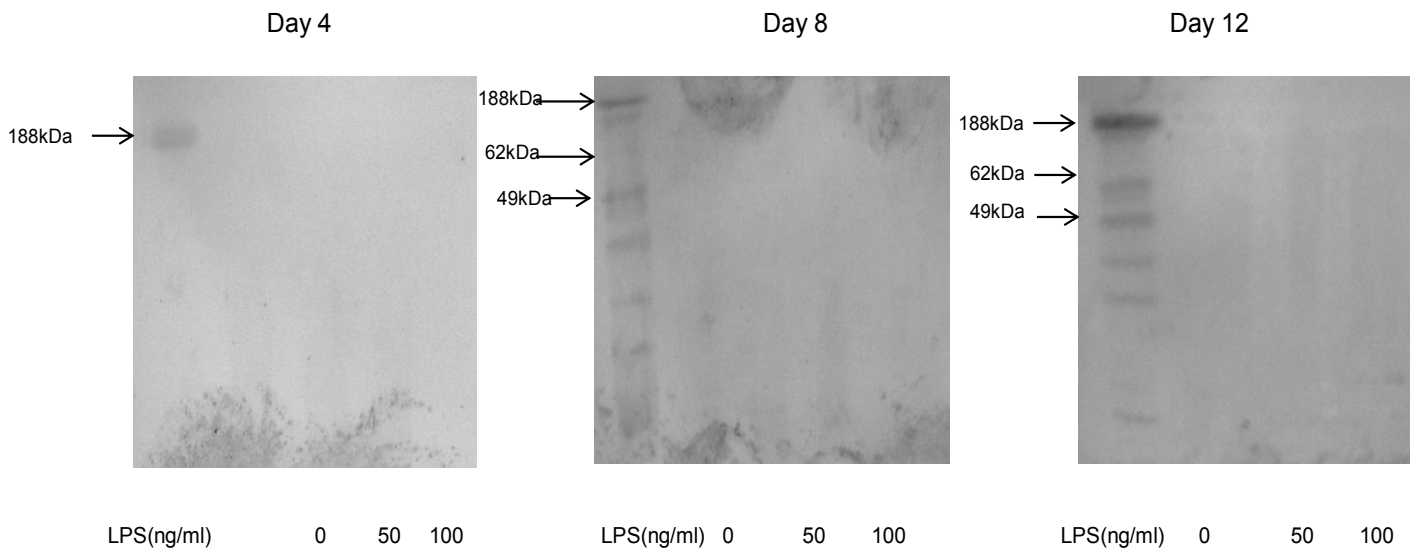 Day 4 Day 8 Day 12
188kDa 188kDa 188kDa
62kDa 62kDa
49kDa 49kDa
LPS(ng/ml) 0 50 100 LPS(ng/ml) 0 50 100 LPS(ng/ml) 0 50 100